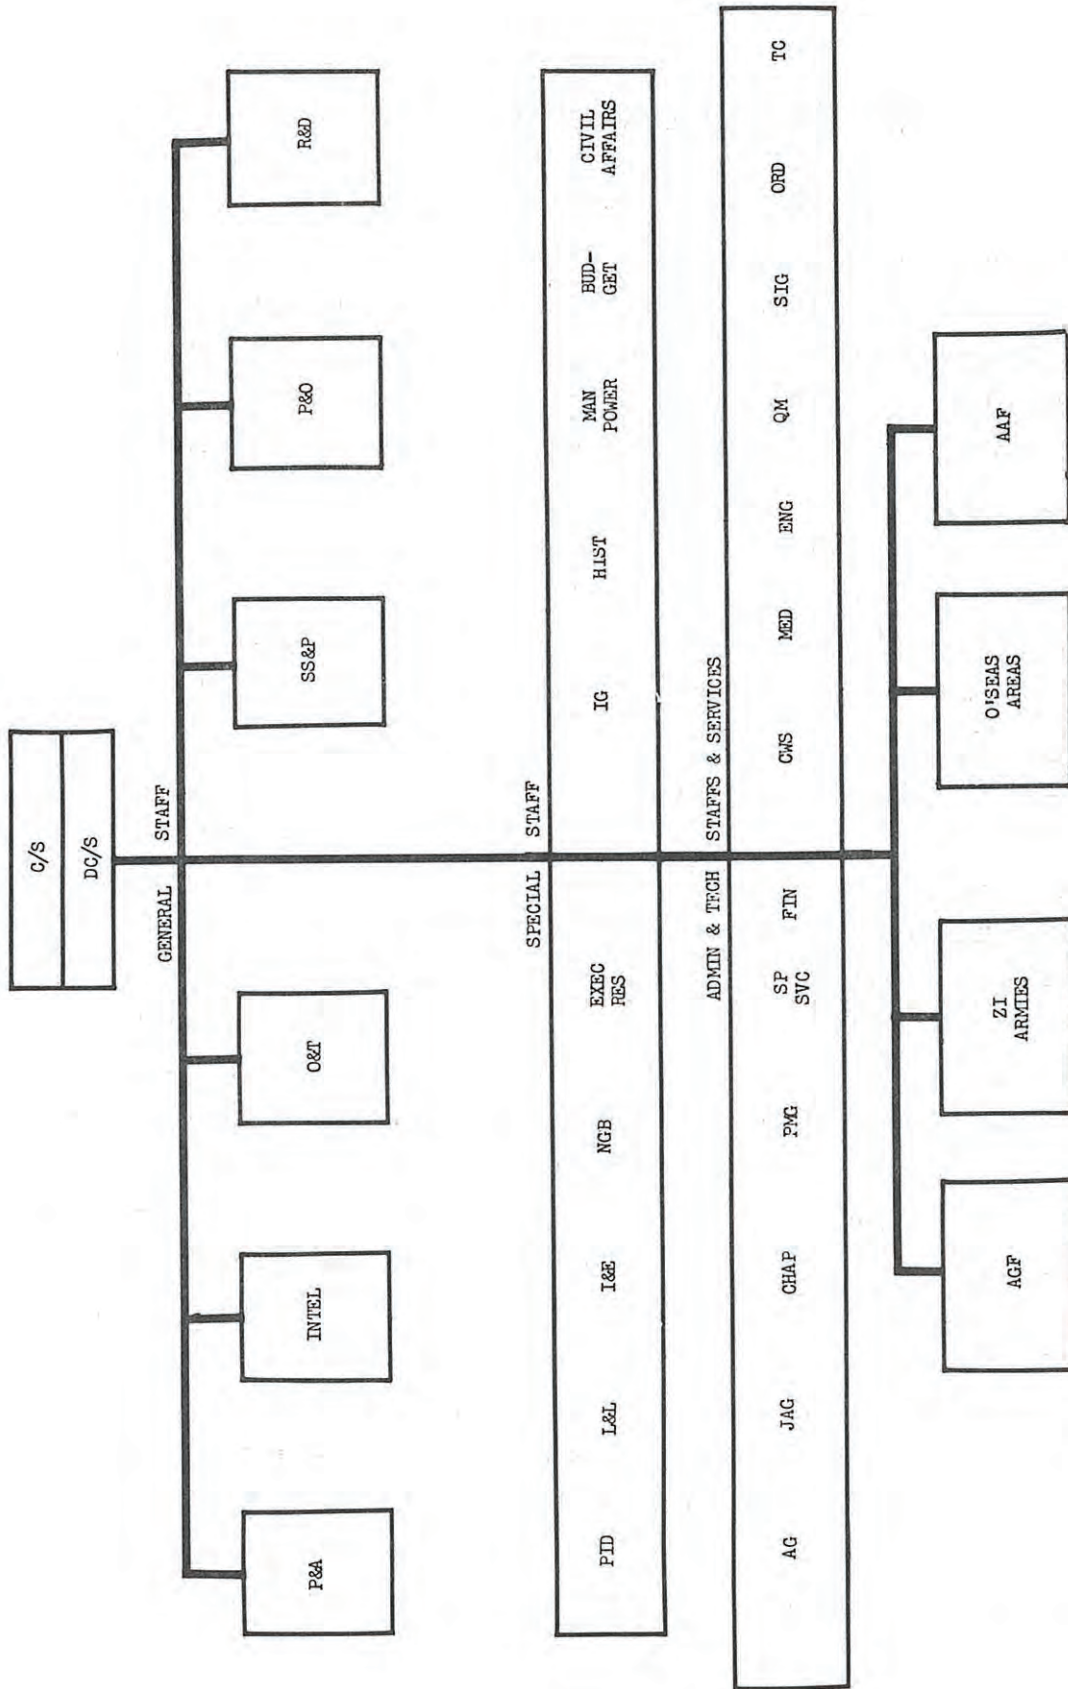 C/S
DC/S
GENERAL STAFF
P&A
INTEL
O&T
SS&P
P&O
R&D
SPECIAL STAFF
PID
L&L
I&E
NGB
EXEC
RES
IG
HIST
MAN
POWER
BUD-
GET
CIVIL
AFFAIRS
ADMIN & TECH STAFFS & SERVICES
AG
JAG
CHAP
PMG
SP
SVC
FIN
CWS
MED
ENG
QM
SIG
ORD
TC
AGF
ZI
ARMIES
O'SEAS
AREAS
AAF